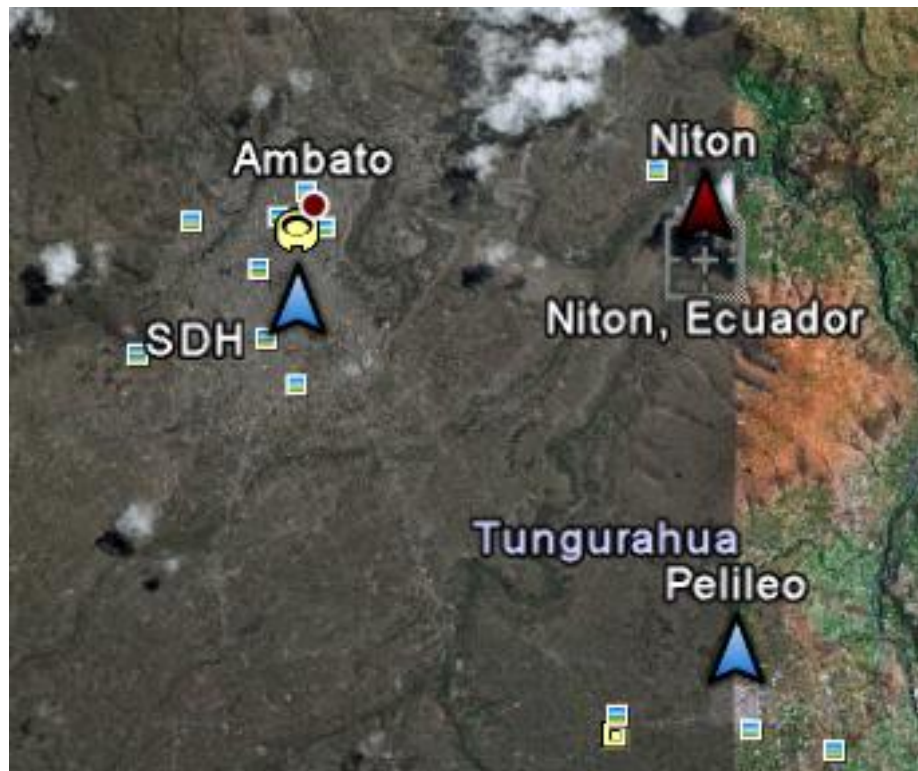 Ambato
Niton
SDH
Niton, Ecuador
Tungurahua
Pelileo